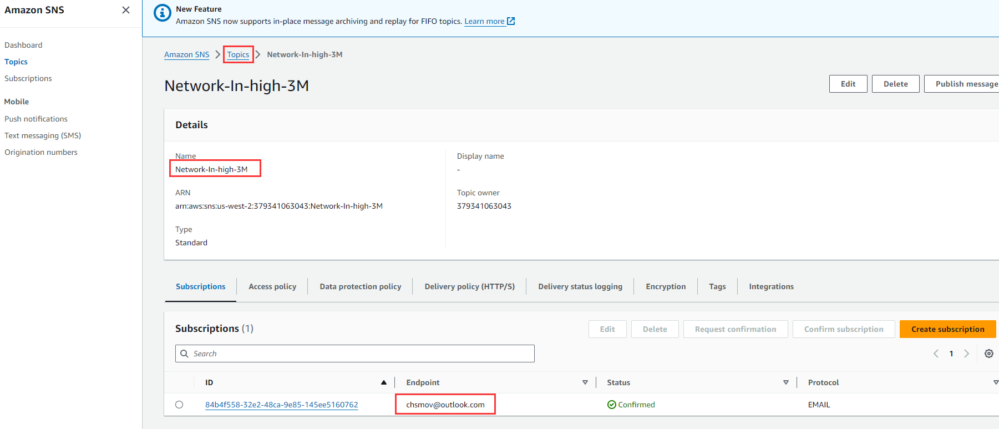 Amazon SNS
Dashboard
Topics
Subscriptions
Mobile
Push notifications
Text messaging (SMS)
Origination numbers
New Feature
Amazon SNS now supports in-place message archiving and replay for FIFO topics. Learn more
Amazon SNS Topics Network-In-high-3M
Network-In-high-3M
Edit Delete Publish message
Details
Name
Network-In-high-3M
ARN
arn:aws:sns:us-west-2:379341063043:Network-In-high-3M
Type
Standard
Display name
-
Topic owner
379341063043
Subscriptions Access policy Data protection policy Delivery policy (HTTP/S) Delivery status logging Encryption Tags Integrations
Subscriptions (1)
Edit Delete Request confirmation Confirm subscription Create subscription
Search
1
ID Endpoint Status Protocol
84b4f558-32e2-48ca-9e85-145ee5160762 chsmov@outlook.com Confirmed EMAIL